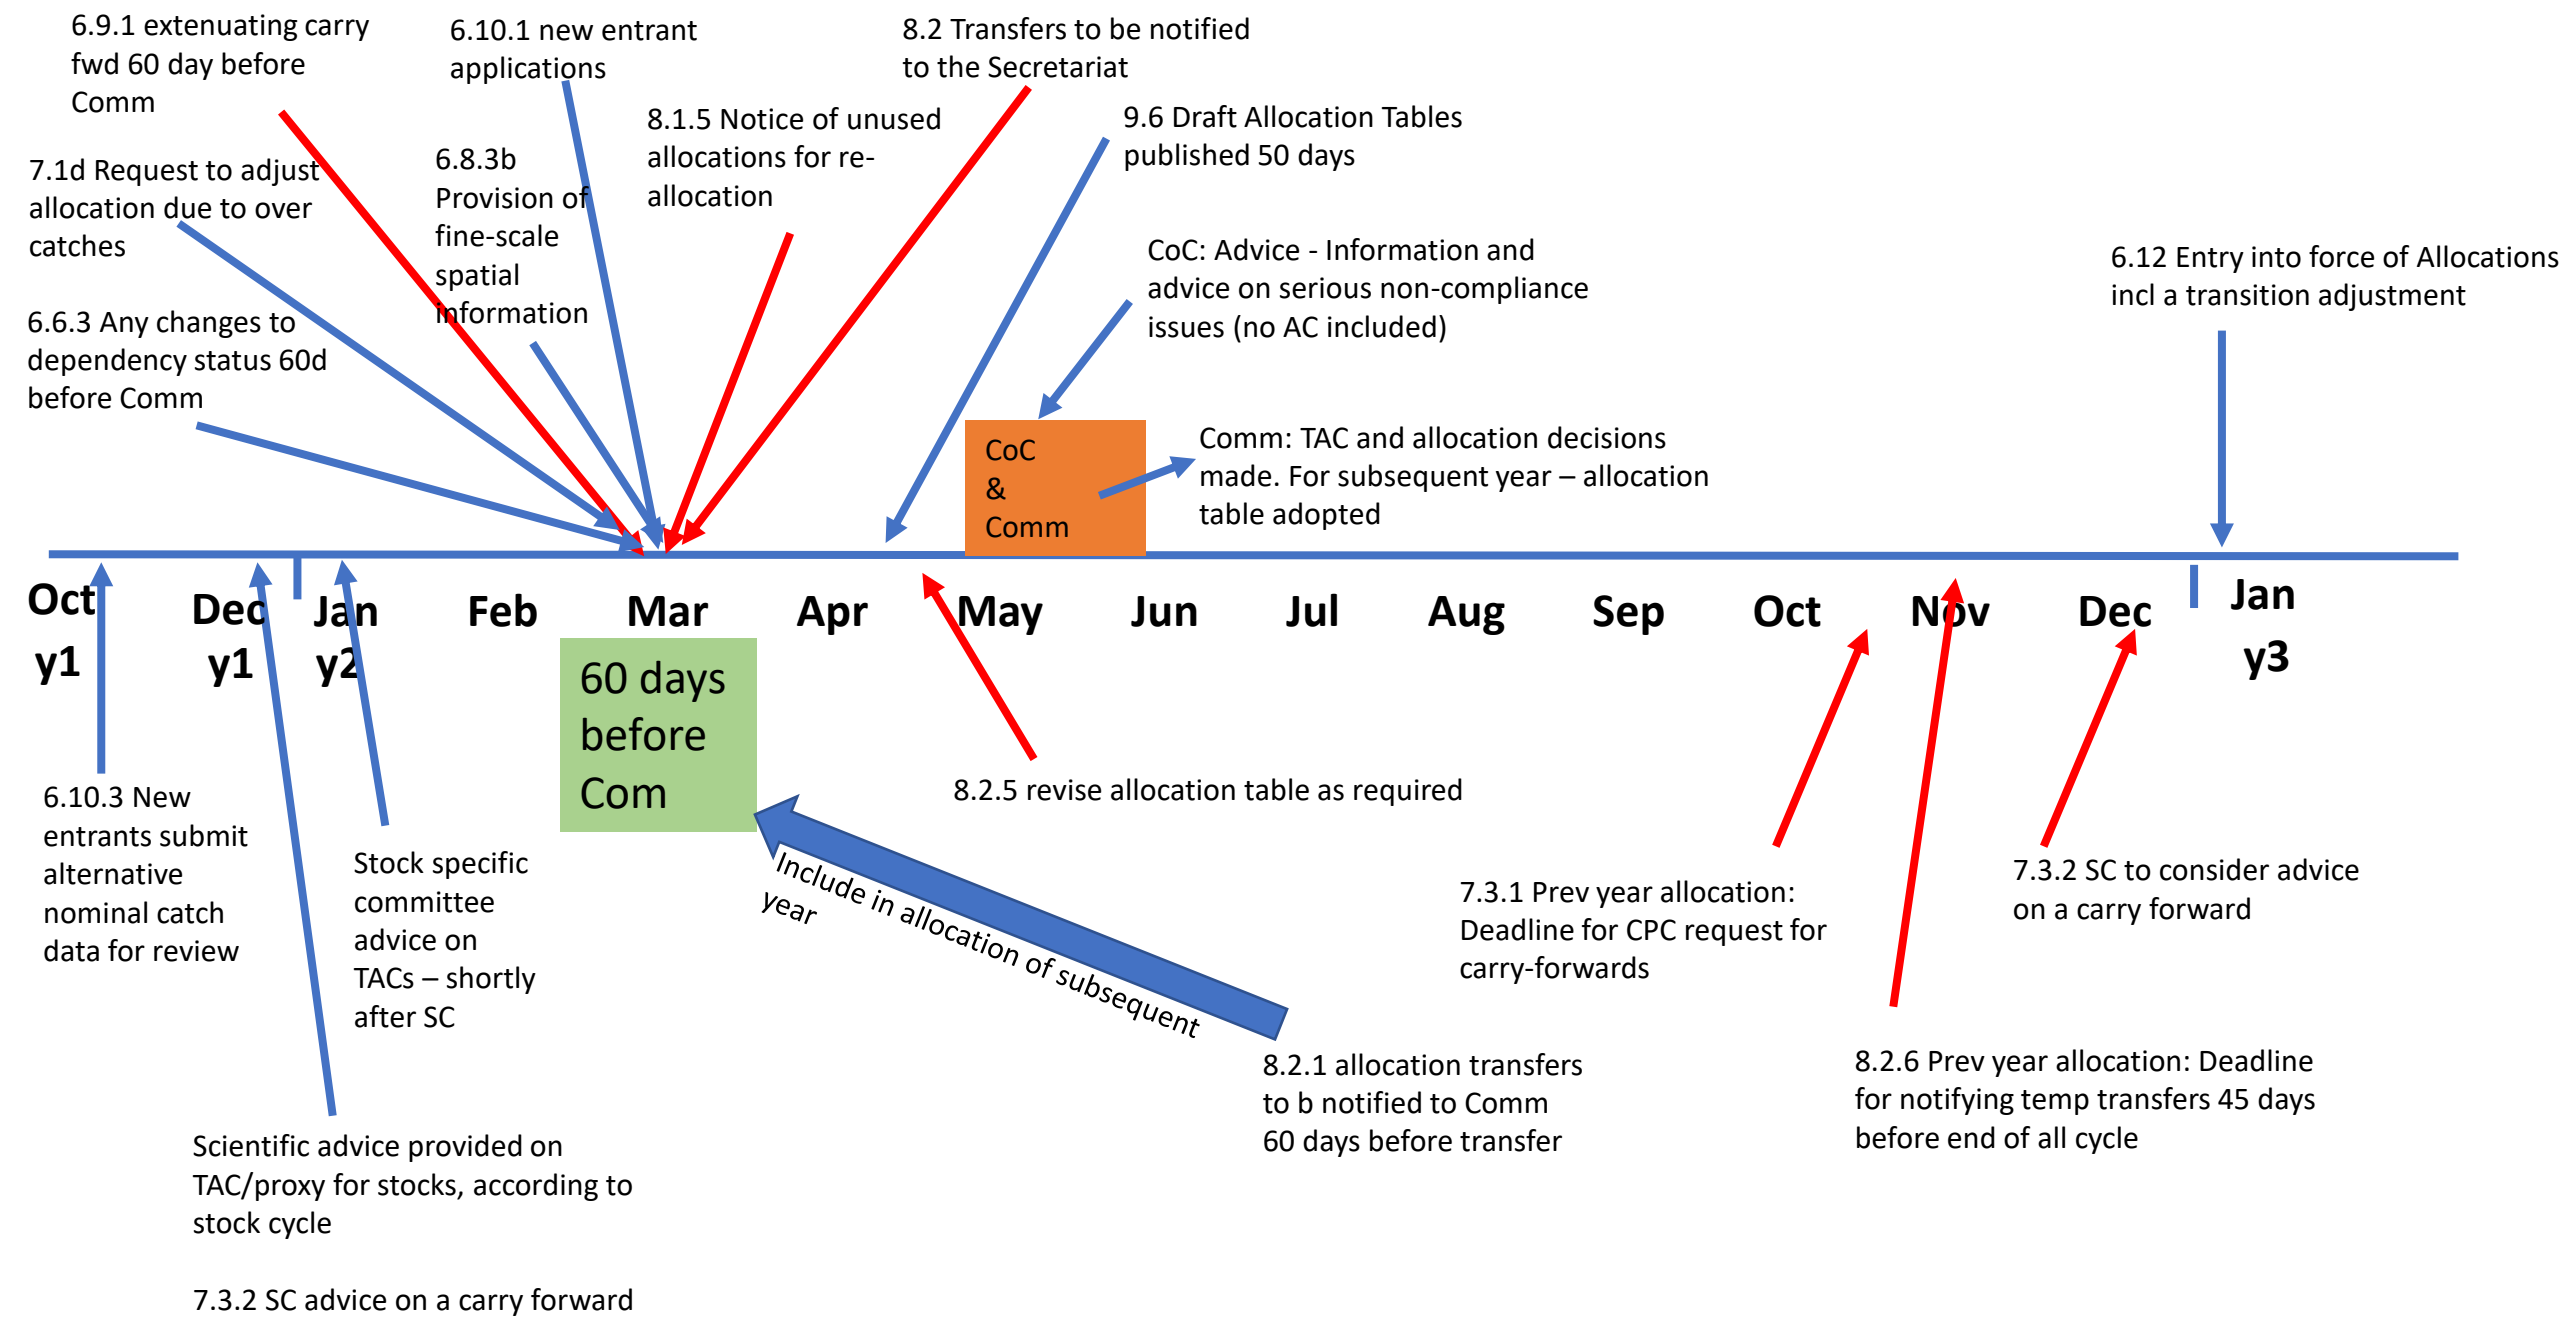 6.9.1 extenuating carry
fwd 60 day before
Comm
6.10.1 new entrant
applications
8.2 Transfers to be notified
to the Secretariat
7.1d Request to adjust
allocation due to over
catches
6.8.3b
Provision of
fine-scale
spatial
information
8.1.5 Notice of unused
allocations for re-
allocation
9.6 Draft Allocation Tables
published 50 days
6.6.3 Any changes to
dependency status 60d
before Comm
CoC: Advice - Information and
advice on serious non-compliance
issues (no AC included)
6.12 Entry into force of Allocations
incl a transition adjustment
CoC
&
Comm
Comm: TAC and allocation decisions
made. For subsequent year – allocation
table adopted
Oct
y1
Dec
y1
Jan
y2
Feb
Mar
Apr
May
Jun
Jul
Aug
Sep
Oct
Nov
Dec
Jan
y3
60 days
before
Com
6.10.3 New
entrants submit
alternative
nominal catch
data for review
Stock specific
committee
advice on
TACs – shortly
after SC
8.2.5 revise allocation table as required
Include in allocation of subsequent
year
7.3.1 Prev year allocation:
Deadline for CPC request for
carry-forwards
7.3.2 SC to consider advice
on a carry forward
8.2.1 allocation transfers
to b notified to Comm
60 days before transfer
8.2.6 Prev year allocation: Deadline
for notifying temp transfers 45 days
before end of all cycle
Scientific advice provided on
TAC/proxy for stocks, according to
stock cycle
7.3.2 SC advice on a carry forward